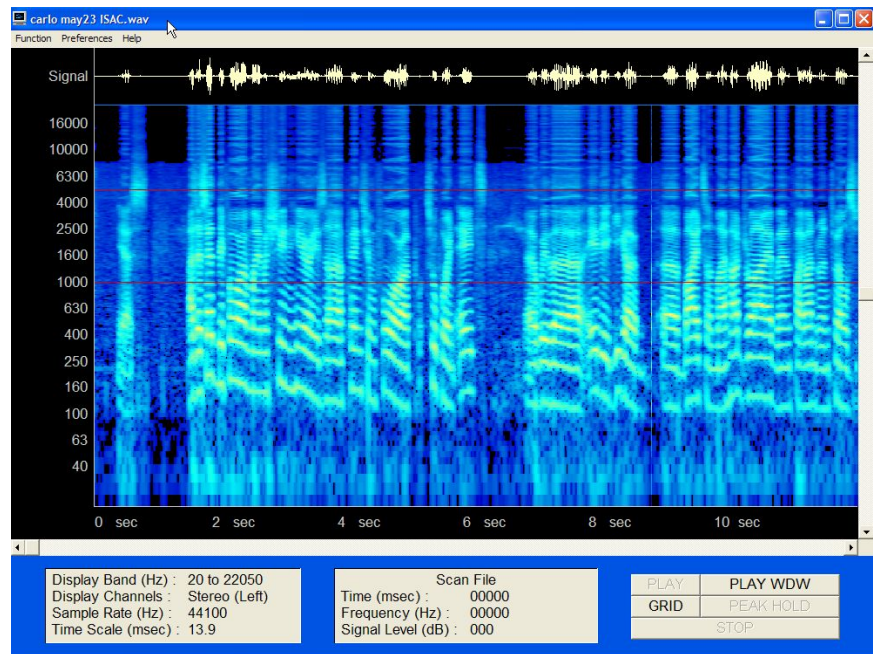 carlo may23 ISAC.wav
Function Preferences Help
Signal
16000
10000
6300
4000
2500
1600
1000
630
400
250
160
100
63
40
0 sec 2 sec 4 sec 6 sec 8 sec 10 sec
Display Band (Hz) : 20 to 22050
Display Channels : Stereo (Left)
Sample Rate (Hz) : 44100
Time Scale (msec) : 13.9
Scan File
Time (msec) : 00000
Frequency (Hz) : 00000
Signal Level (dB) : 000
PLAY PLAY WDW
GRID PEAK HOLD
STOP